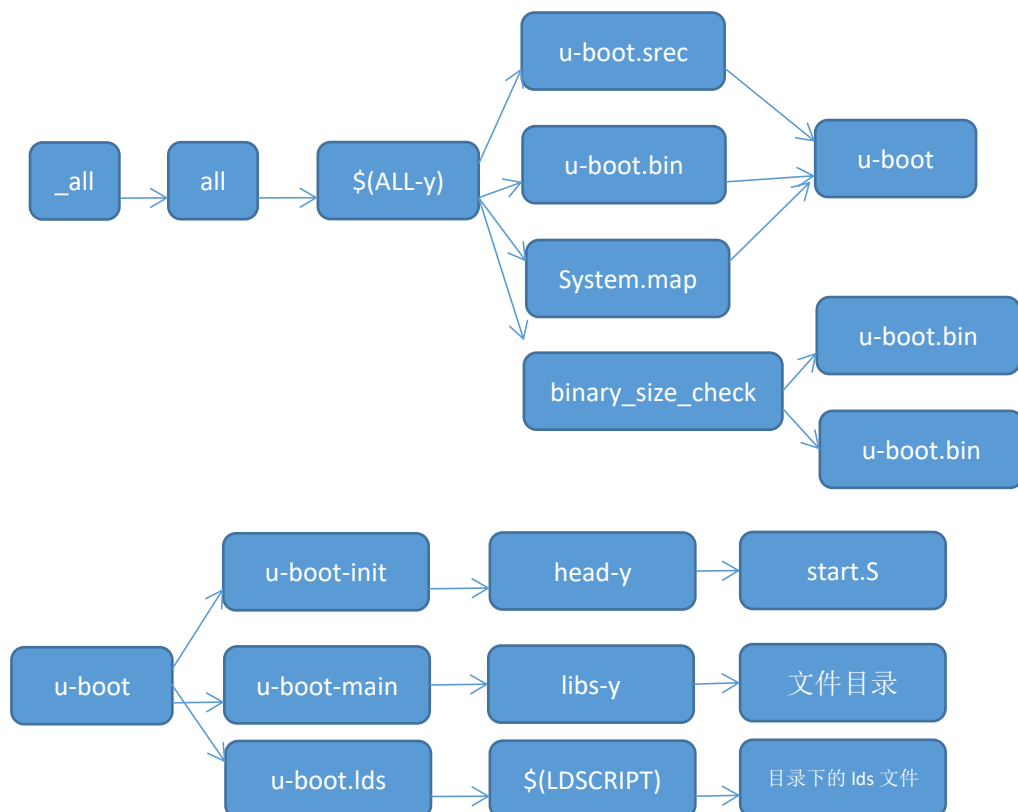 u-boot.srec
_all
all
$(ALL-y)
u-boot.bin
u-boot
System.map
binary_size_check
u-boot.bin
u-boot.bin
u-boot-init
head-y
start.S
u-boot
u-boot-main
libs-y
文件目录
u-boot.lds
$(LDSCRIPT)
目录下的 lds 文件